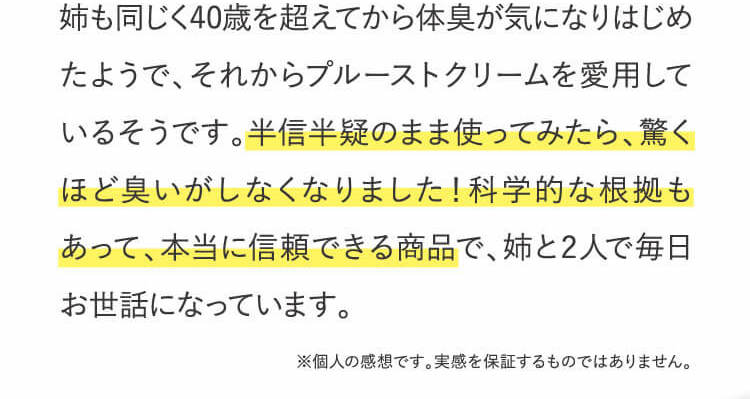 姉も同じく40歳を超えてから体臭が気になりはじめ
たようで、それからプルーストクリームを愛用して
いるそうです。半信半疑のまま使ってみたら、驚く
ほど臭いがしなくなりました！科学的な根拠も
あって、本当に信頼できる商品で、姉と2人で毎日
お世話になっています。
※個人の感想です。実感を保証するものではありません。